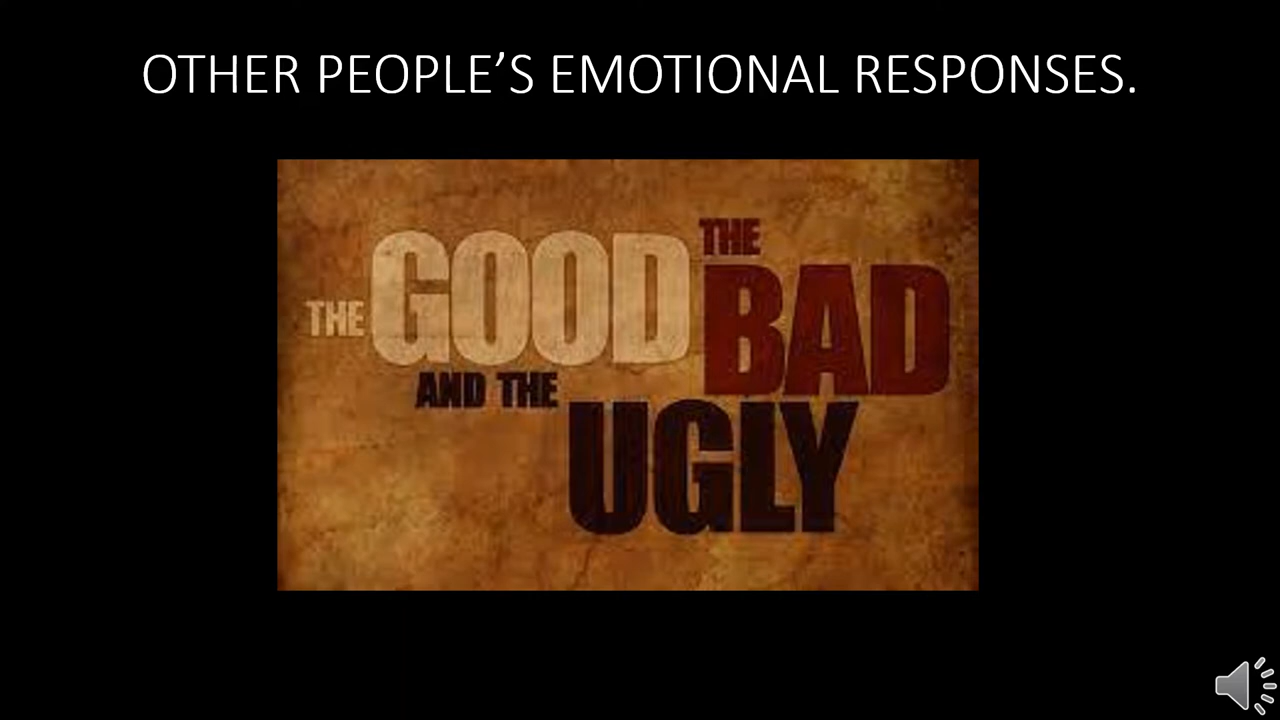 OTHER PEOPLE’S EMOTIONAL RESPONSES.
THE GOOD
THE BAD
AND THE UGLY